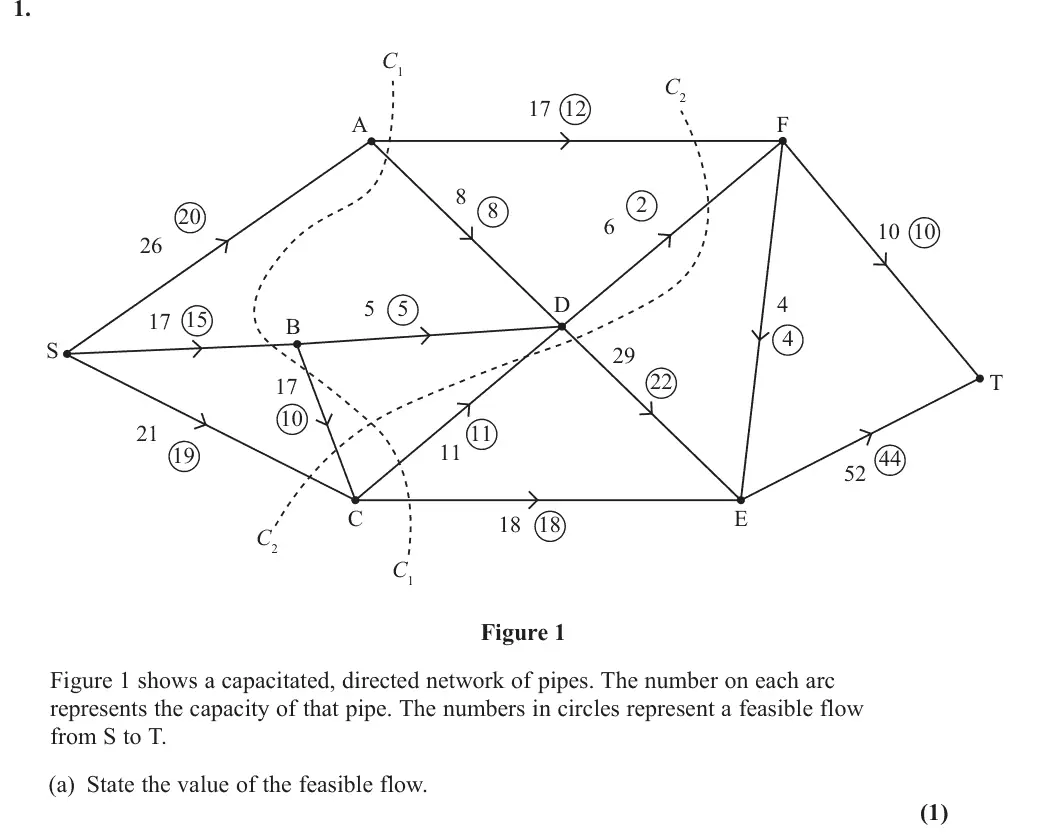 1.
C1
C2
A
17 12
F
8 8
2
6
20
26
10 10
D
17 15
B
5 5
4
4
S
29
T
17
22
10
21
19
11
11
52 44
C
18 18
E
C2
C1
Figure 1
Figure 1 shows a capacitated, directed network of pipes. The number on each arc
represents the capacity of that pipe. The numbers in circles represent a feasible flow
from S to T.
(a) State the value of the feasible flow.
(1)